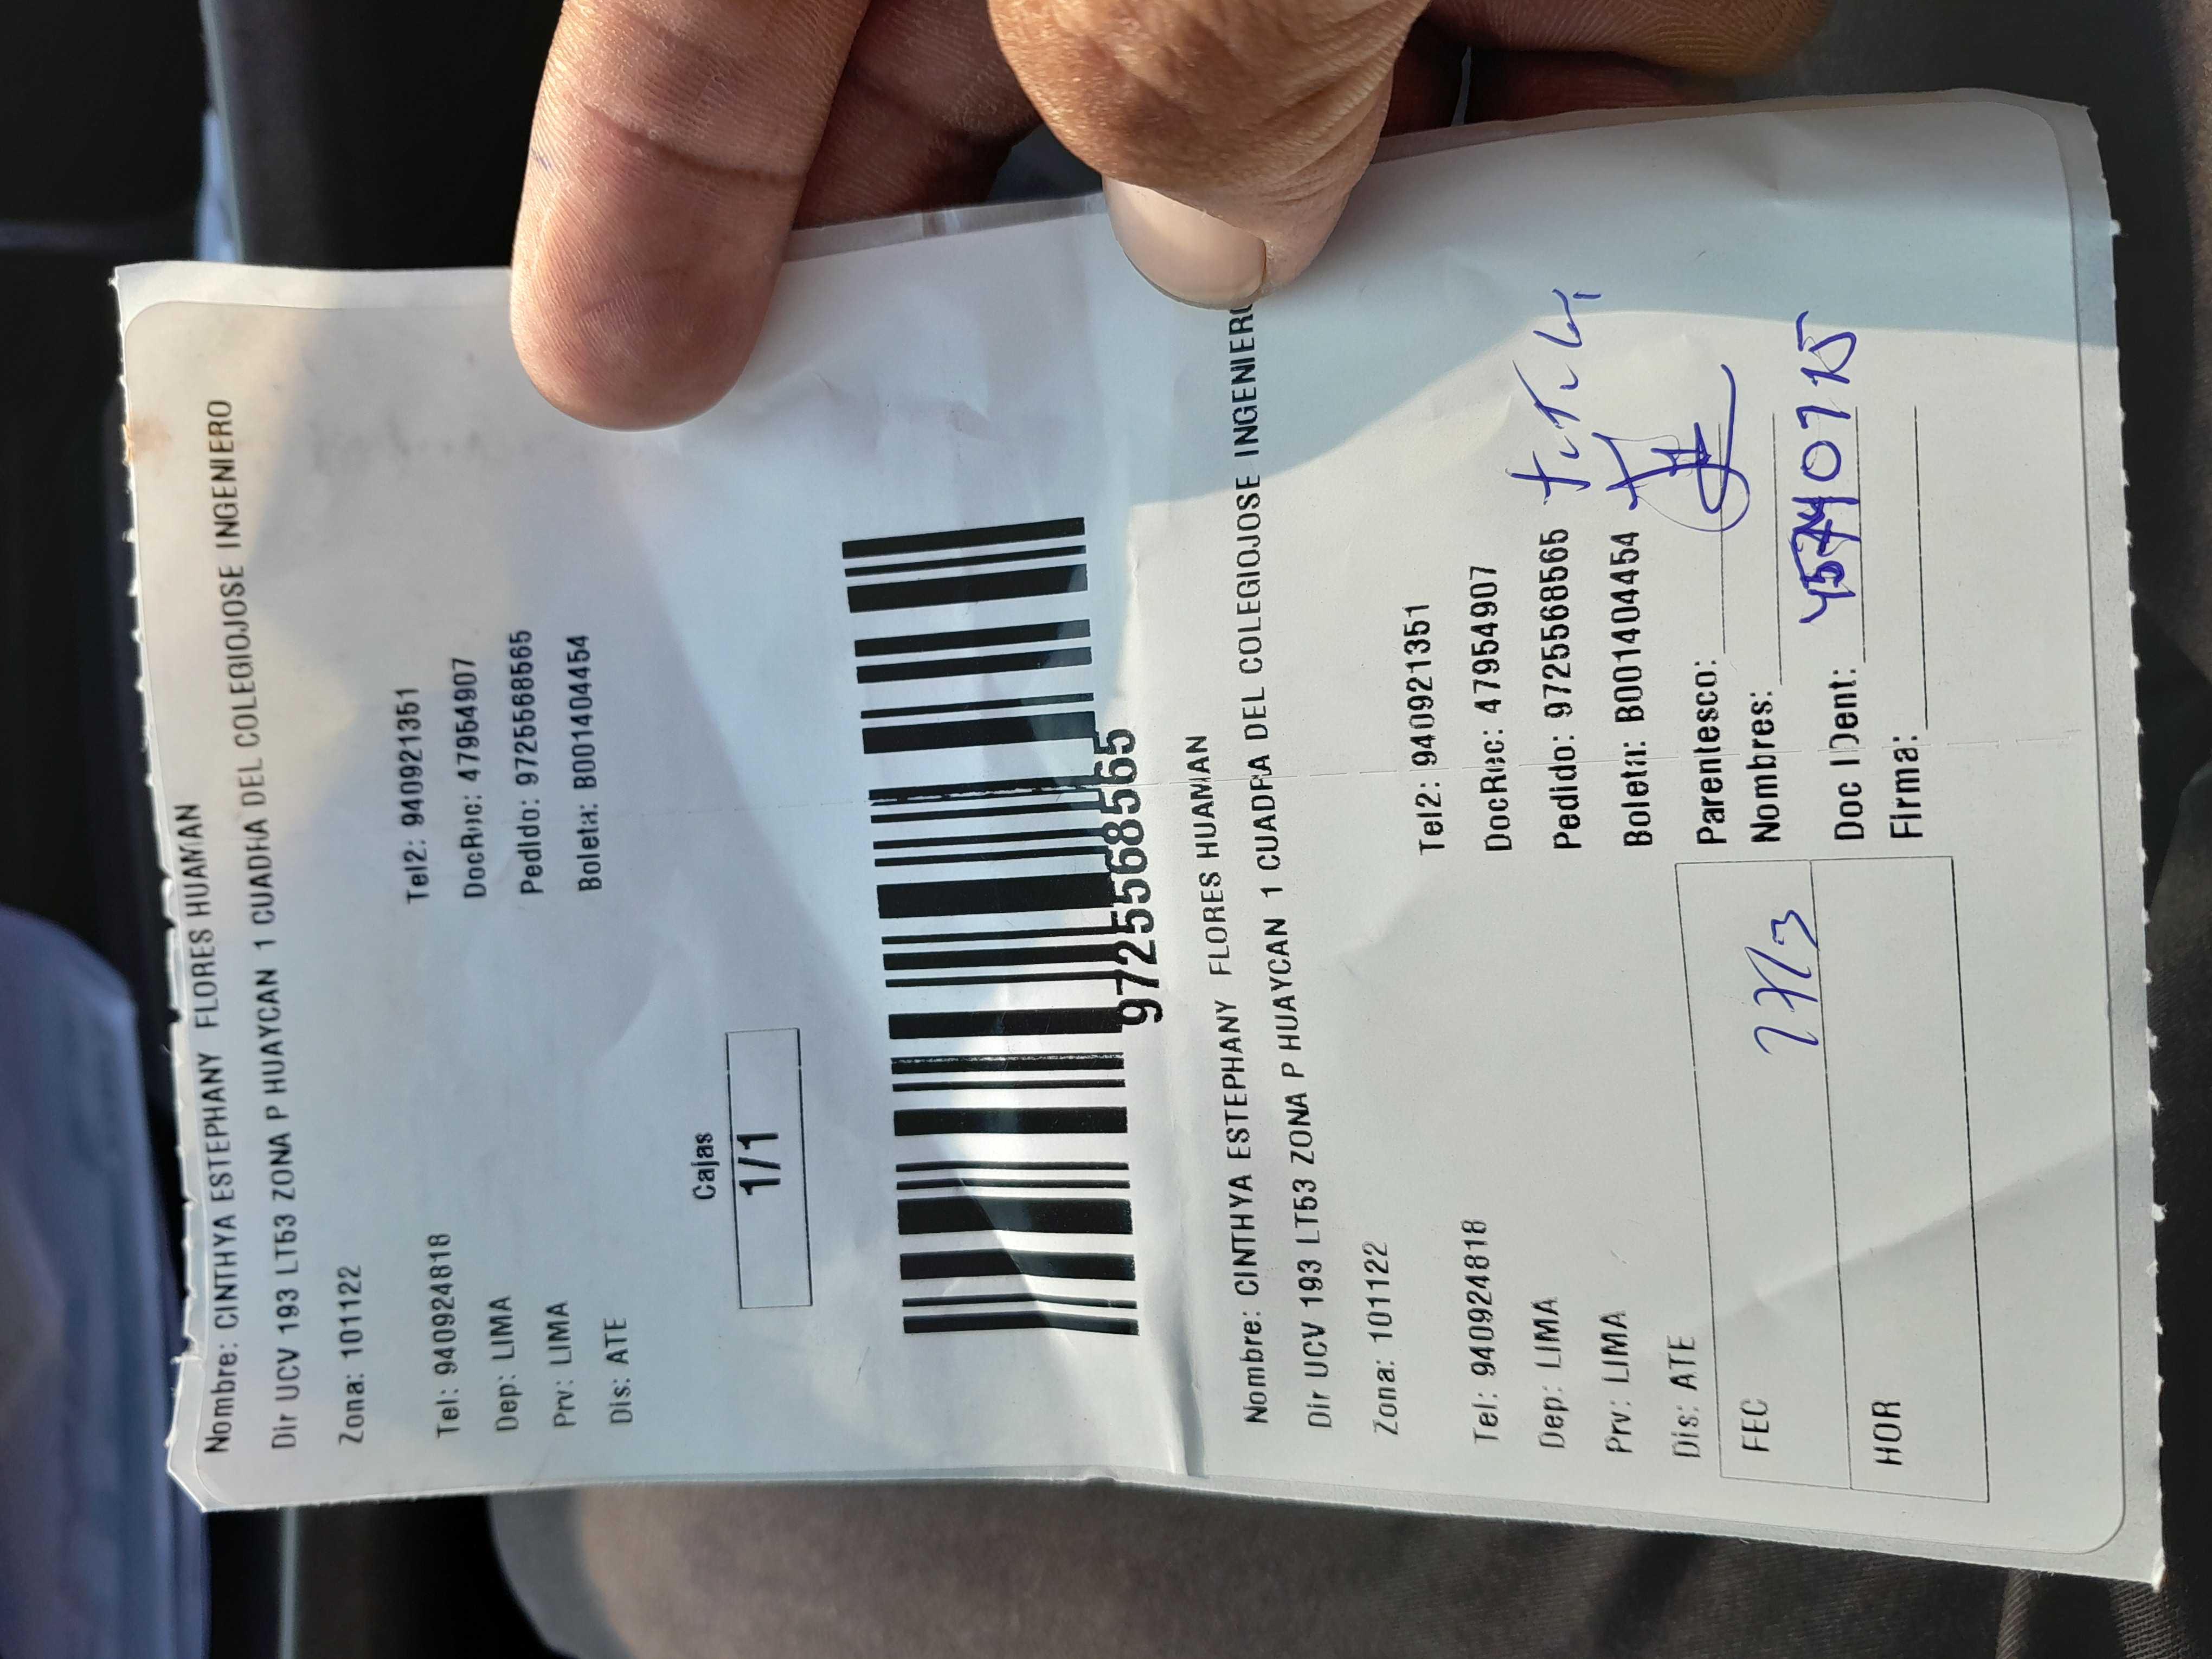 Nombre: CINTHYA ESTEPHANY FLORES HUAMAN
Dir UCV 193 LT53 ZONA P HUAYCAN 1 CUADRA DEL COLEGIOJOSE INGENIERO
Zona: 101122
Tel: 940924818 Tel2: 940921351
Dep: LIMA DocRec: 47954907
Prv: LIMA Pedido: 97255568565
Dis: ATE Boleta: B001404454
Cajas
1/1
97255568565
Nombre: CINTHYA ESTEPHANY FLORES HUAMAN
Dir UCV 193 LT53 ZONA P HUAYCAN 1 CUADRA DEL COLEGIOJOSE INGENIERO
Zona: 101122
Tel: 940924818 Tel2: 940921351
Dep: LIMA DocRec: 47954907
Prv: LIMA Pedido: 97255568565
Dis: ATE Boleta: B001404454
FEC Parentesco:
Nombres:
HOR Doc IDent:
Firma: